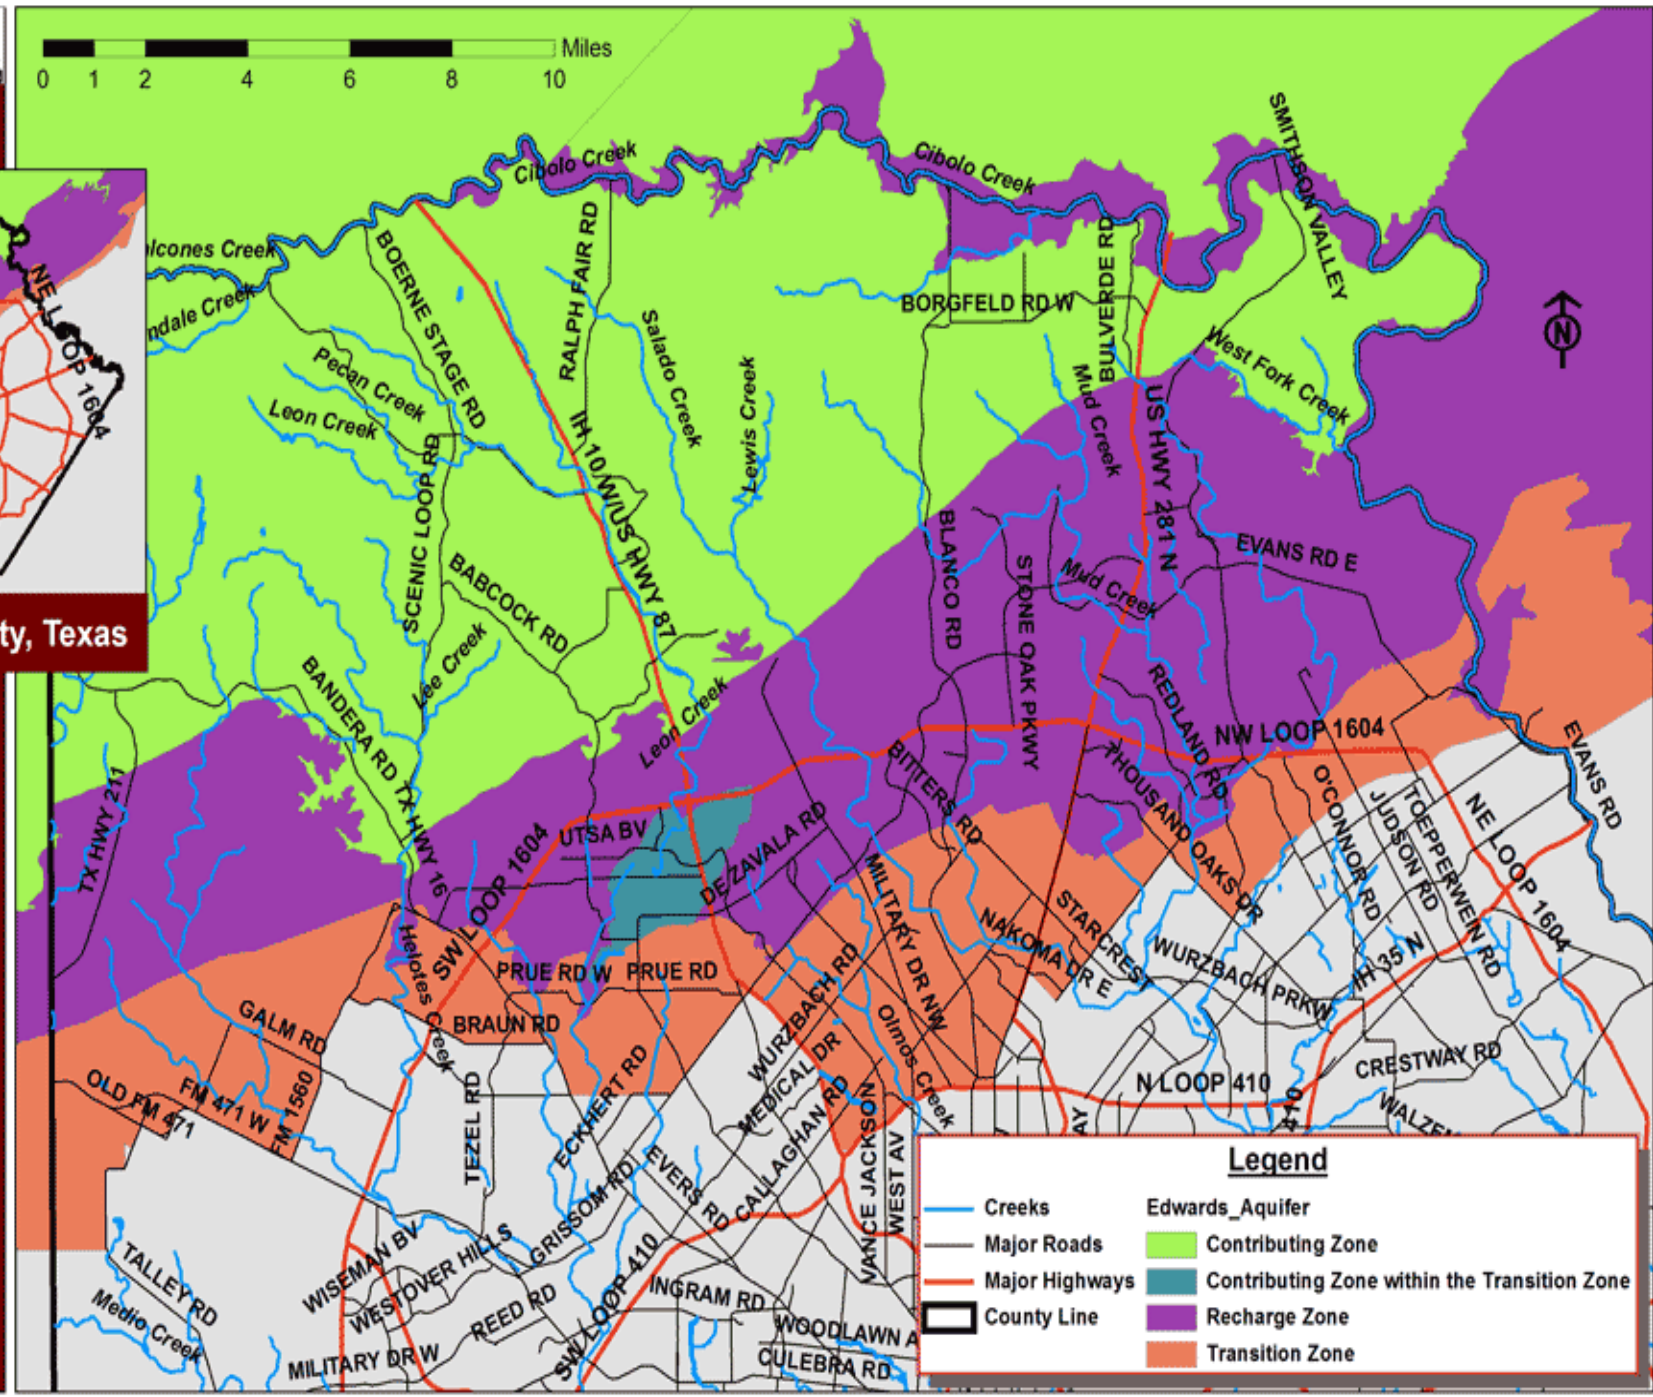 Miles
0 1 2 4 6 8 10
SMITHSON VALLEY
Cibolo Creek
Cibolo Creek
alcones Creek
ndale Creek
BOERNE STAGE RD
RALPH FAIR RD
BULVERDE RD
BORGFELD RD W
N
NE LOOP 1604
Salado Creek
West Fork Creek
Pecan Creek
Leon Creek
Lewis Creek
Mud Creek
US HWY 281 N
IH 10 W/US HWY 87
SCENIC LOOP RD
BLANCO RD
STONE OAK PKWY
EVANS RD E
Mud Creek
BABCOCK RD
ty, Texas
Lee Creek
BANDERA RD TX HWY 16
Leon Creek
REDLAND RD
NW LOOP 1604
EVANS RD
TX HWY 211
BITTERS RD
THOUSAND OAKS DR
O'CONNOR RD
JUDSON RD
TOEPPERWEIN RD
NE LOOP 1604
UTSA BV
SW LOOP 1604
DE ZAVALA RD
MILITARY DR NW
STARCREST
NAKOMA DR E
WURZBACH PRKW
IH 35 N
Helotes Creek
PRUE RD W
PRUE RD
WURZBACH RD
GALM RD
BRAUN RD
Olmos Creek
MEDICAL DR
CRESTWAY RD
OLD FM 471
FM 471 W
FM 1560
TEZEL RD
ECKHERT RD
CALLAGHAN RD
VANCE JACKSON
WEST AV
N LOOP 410
410
AY
WALZEM
EVERS RD
GRISSOM RD
WISEMAN BV
WESTOVER HILLS
SW LOOP 410
TALLEY RD
Medio Creek
REED RD
INGRAM RD
WOODLAWN A
CULEBRA RD
MILITARY DR W
Legend
Creeks
Major Roads
Major Highways
County Line
Edwards_Aquifer
Contributing Zone
Contributing Zone within the Transition Zone
Recharge Zone
Transition Zone